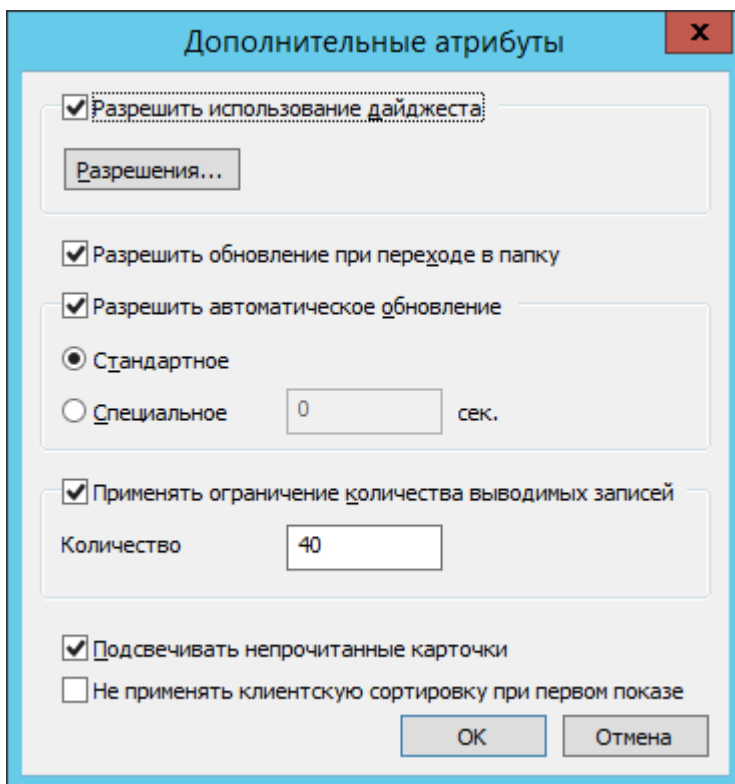 Дополнительные атрибуты
x
Разрешить использование дайджеста
Разрешения...
Разрешить обновление при переходе в папку
Разрешить автоматическое обновление
Стандартное
Специальное 0 сек.
Применять ограничение количества выводимых записей
Количество 40
Подсвечивать непрочитанные карточки
Не применять клиентскую сортировку при первом показе
ОК Отмена